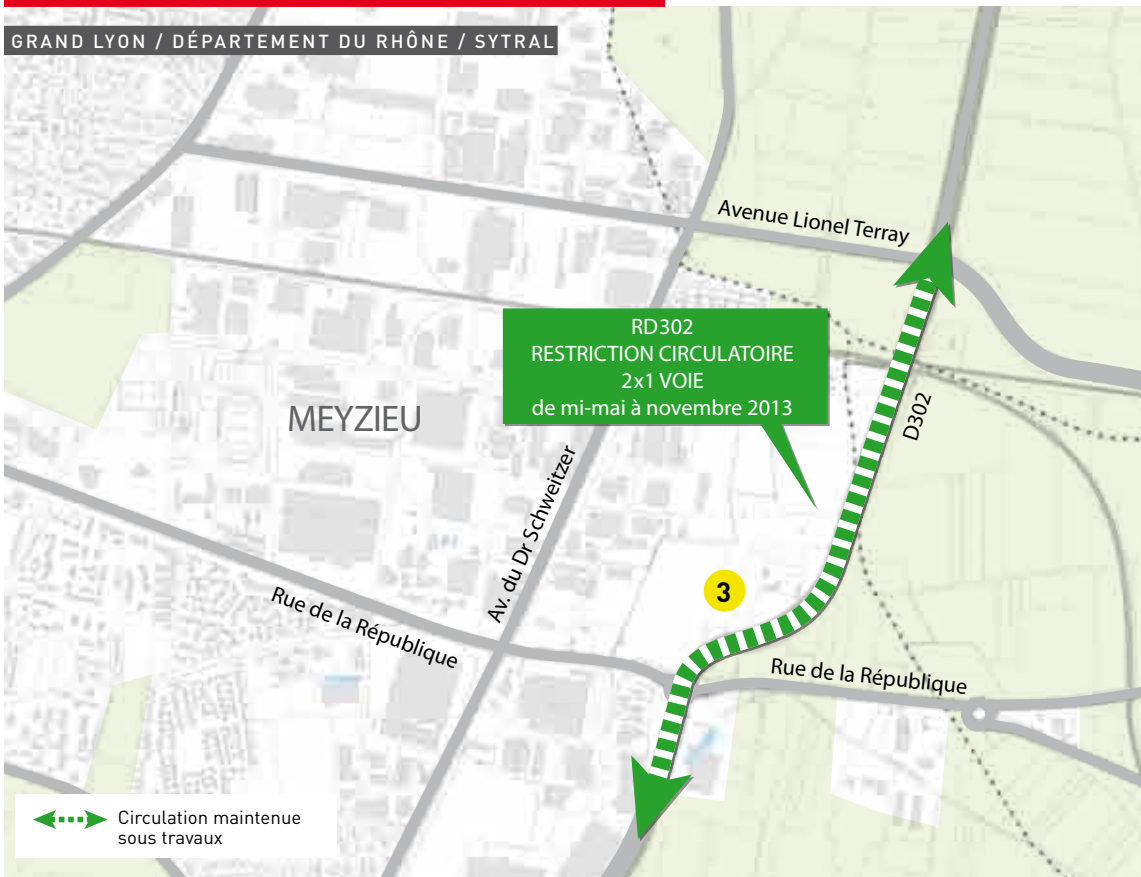 GRAND LYON / DÉPARTEMENT DU RHÔNE / SYTRAL
Avenue Lionel Terray
RD302
RESTRICTION CIRCULATOIRE
2x1 VOIE
de mi-mai à novembre 2013
MEYZIEU
D302
Av. du Dr Schweitzer
3
Rue de la République
Rue de la République
Circulation maintenue
sous travaux